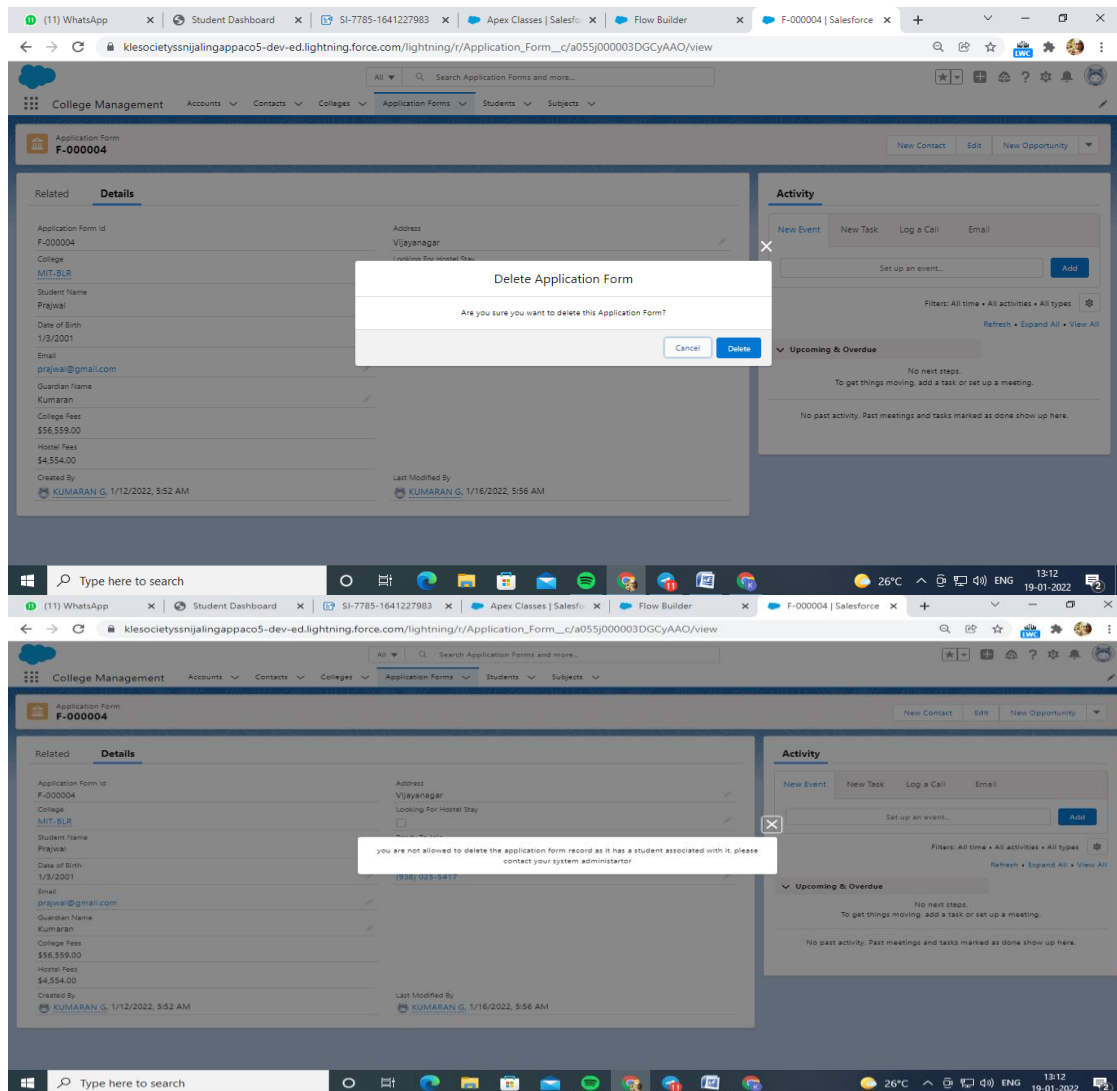 (11) WhatsApp
Student Dashboard
SI-7785-1641227983
Apex Classes | Salesfo
Flow Builder
F-000004 | Salesforce
klesocietyssnijalingappaco5-dev-ed.lightning.force.com/lightning/r/Application_Form__c/a055j000003DGCyAAO/view
LWC
All
Search Application Forms and more...
College Management
Accounts
Contacts
Colleges
Application Forms
Students
Subjects
Application Form
F-000004
New Contact
Edit
New Opportunity
Related
Details
Application Form Id
F-000004
College
MIT-BLR
Student Name
Prajwal
Date of Birth
1/3/2001
Email
prajwal@gmail.com
Guardian Name
Kumaran
College Fees
$56,559.00
Hostel Fees
$4,554.00
Created By
KUMARAN G, 1/12/2022, 5:52 AM
Address
Vijayanagar
Looking For Hostel Stay
Last Modified By
KUMARAN G, 1/16/2022, 5:56 AM
Delete Application Form
Are you sure you want to delete this Application Form?
Cancel
Delete
Activity
New Event
New Task
Log a Call
Email
Set up an event...
Add
Filters: All time • All activities • All types
Refresh • Expand All • View All
Upcoming & Overdue
No next steps.
To get things moving, add a task or set up a meeting.
No past activity. Past meetings and tasks marked as done show up here.
Type here to search
11
26°C
ENG
13:12
19-01-2022
2
(11) WhatsApp
Student Dashboard
SI-7785-1641227983
Apex Classes | Salesfo
Flow Builder
F-000004 | Salesforce
klesocietyssnijalingappaco5-dev-ed.lightning.force.com/lightning/r/Application_Form__c/a055j000003DGCyAAO/view
LWC
All
Search Application Forms and more...
College Management
Accounts
Contacts
Colleges
Application Forms
Students
Subjects
Application Form
F-000004
New Contact
Edit
New Opportunity
Related
Details
Application Form Id
F-000004
College
MIT-BLR
Student Name
Prajwal
Date of Birth
1/3/2001
Email
prajwal@gmail.com
Guardian Name
Kumaran
College Fees
$56,559.00
Hostel Fees
$4,554.00
Created By
KUMARAN G, 1/12/2022, 5:52 AM
Address
Vijayanagar
Looking For Hostel Stay
you are not allowed to delete the application form record as it has a student associated with it, please
contact your system administartor
(938) 025-5417
Last Modified By
KUMARAN G, 1/16/2022, 5:56 AM
Activity
New Event
New Task
Log a Call
Email
Set up an event...
Add
Filters: All time • All activities • All types
Refresh • Expand All • View All
Upcoming & Overdue
No next steps.
To get things moving, add a task or set up a meeting.
No past activity. Past meetings and tasks marked as done show up here.
Type here to search
11
26°C
ENG
13:12
19-01-2022
2